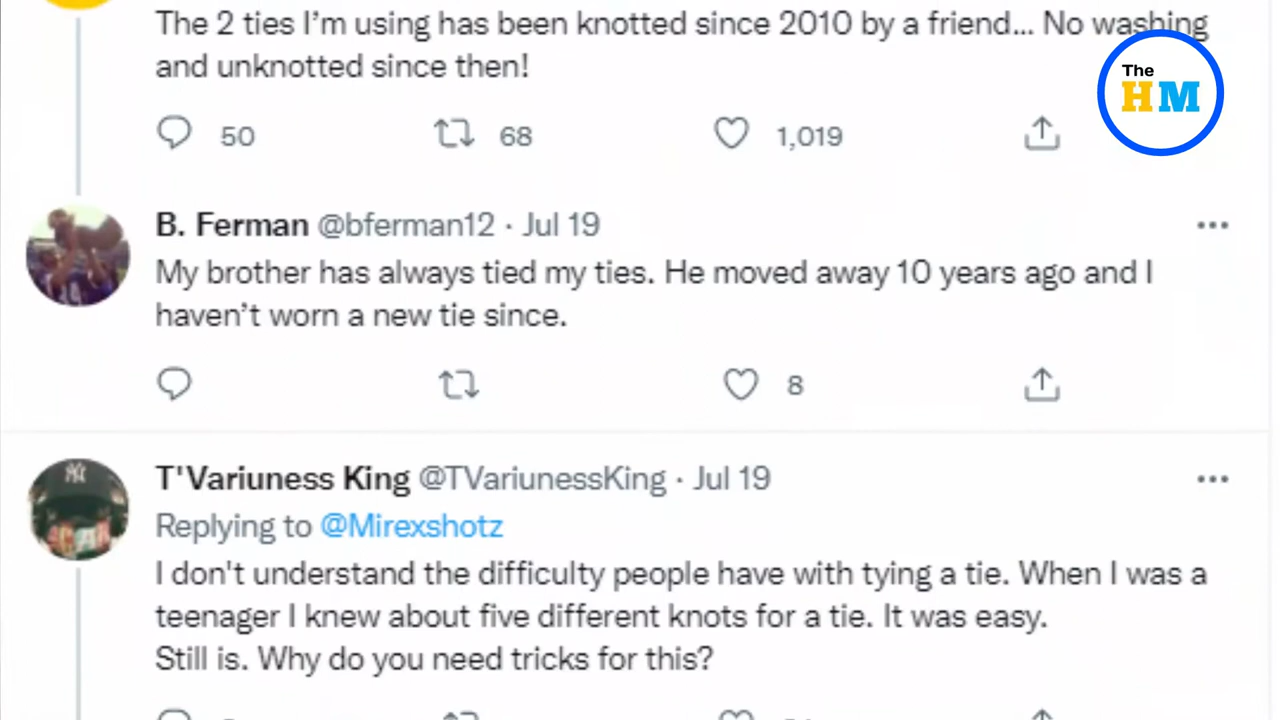 The 2 ties I’m using has been knotted since 2010 by a friend... No washing
and unknotted since then!
The
HM
50 68 1,019
B. Ferman @bferman12 · Jul 19
My brother has always tied my ties. He moved away 10 years ago and I
haven’t worn a new tie since.
8
T'Variuness King @TVariunessKing · Jul 19
Replying to @Mirexshotz
I don't understand the difficulty people have with tying a tie. When I was a
teenager I knew about five different knots for a tie. It was easy.
Still is. Why do you need tricks for this?